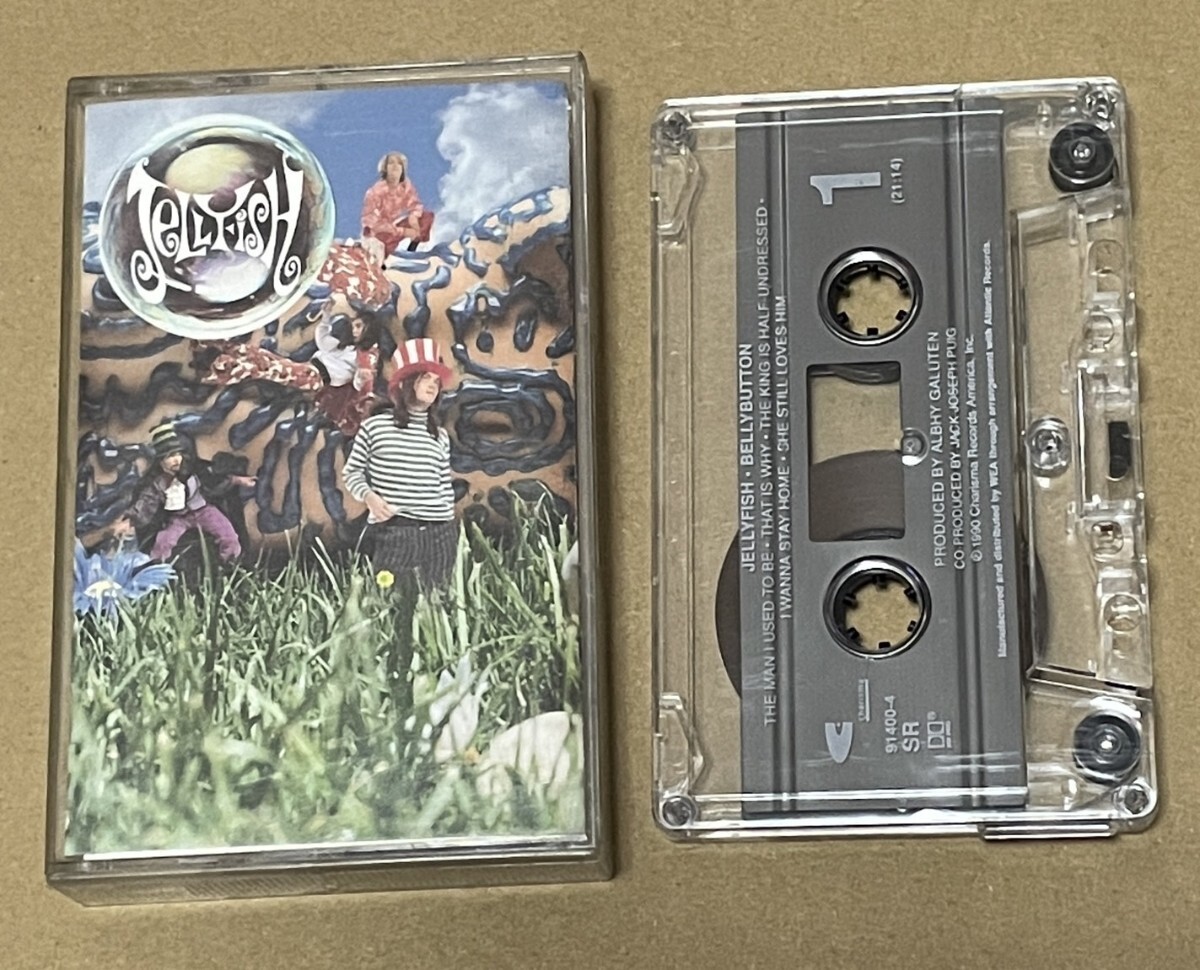 JELLYFISH
JELLYFISH • BELLYBUTTON
THE MAN I USED TO BE • THAT IS WHY • THE KING IS HALF UNDRESSED •
I WANNA STAY HOME • SHE STILL LOVES HIM
1
(21:14)
PRODUCED BY ALBHY GALUTEN
CO PRODUCED BY JACK JOSEPH PUIG
℗ 1990 Charisma Records America, Inc.
Manufactured and distributed by WEA through arrangement with Atlantic Records.
Charisma
91400-4
SR